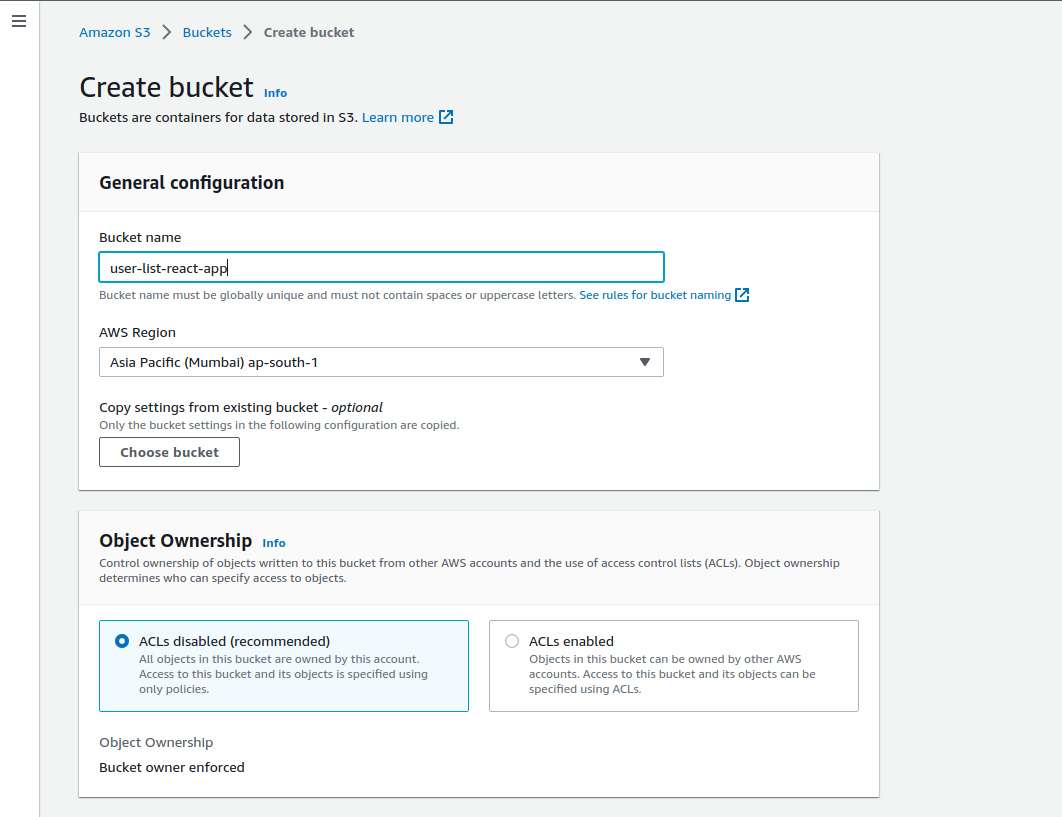 Amazon S3 > Buckets > Create bucket
Create bucket Info
Buckets are containers for data stored in S3. Learn more
General configuration
Bucket name
user-list-react-app
Bucket name must be globally unique and must not contain spaces or uppercase letters. See rules for bucket naming
AWS Region
Asia Pacific (Mumbai) ap-south-1
Copy settings from existing bucket - optional
Only the bucket settings in the following configuration are copied.
Choose bucket
Object Ownership Info
Control ownership of objects written to this bucket from other AWS accounts and the use of access control lists (ACLs). Object ownership
determines who can specify access to objects.
ACLs disabled (recommended)
All objects in this bucket are owned by this account.
Access to this bucket and its objects is specified using
only policies.
ACLs enabled
Objects in this bucket can be owned by other AWS
accounts. Access to this bucket and its objects can be
specified using ACLs.
Object Ownership
Bucket owner enforced